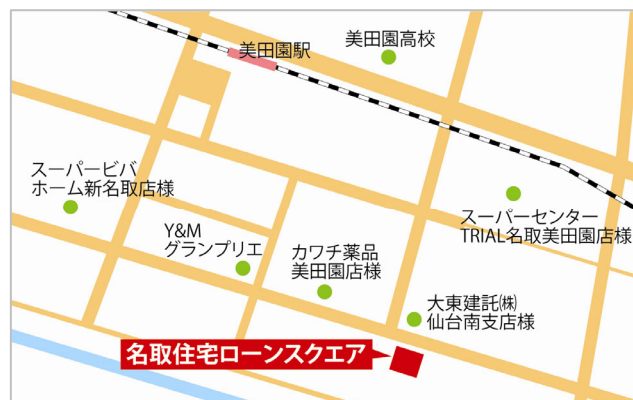 美田園駅
美田園高校
スーパービバ
ホーム新名取店様
スーパーセンター
TRIAL名取美田園店様
Y&M
グランプリエ
カワチ薬品
美田園店様
大東建託㈱
仙台南支店様
名取住宅ローンスクエア